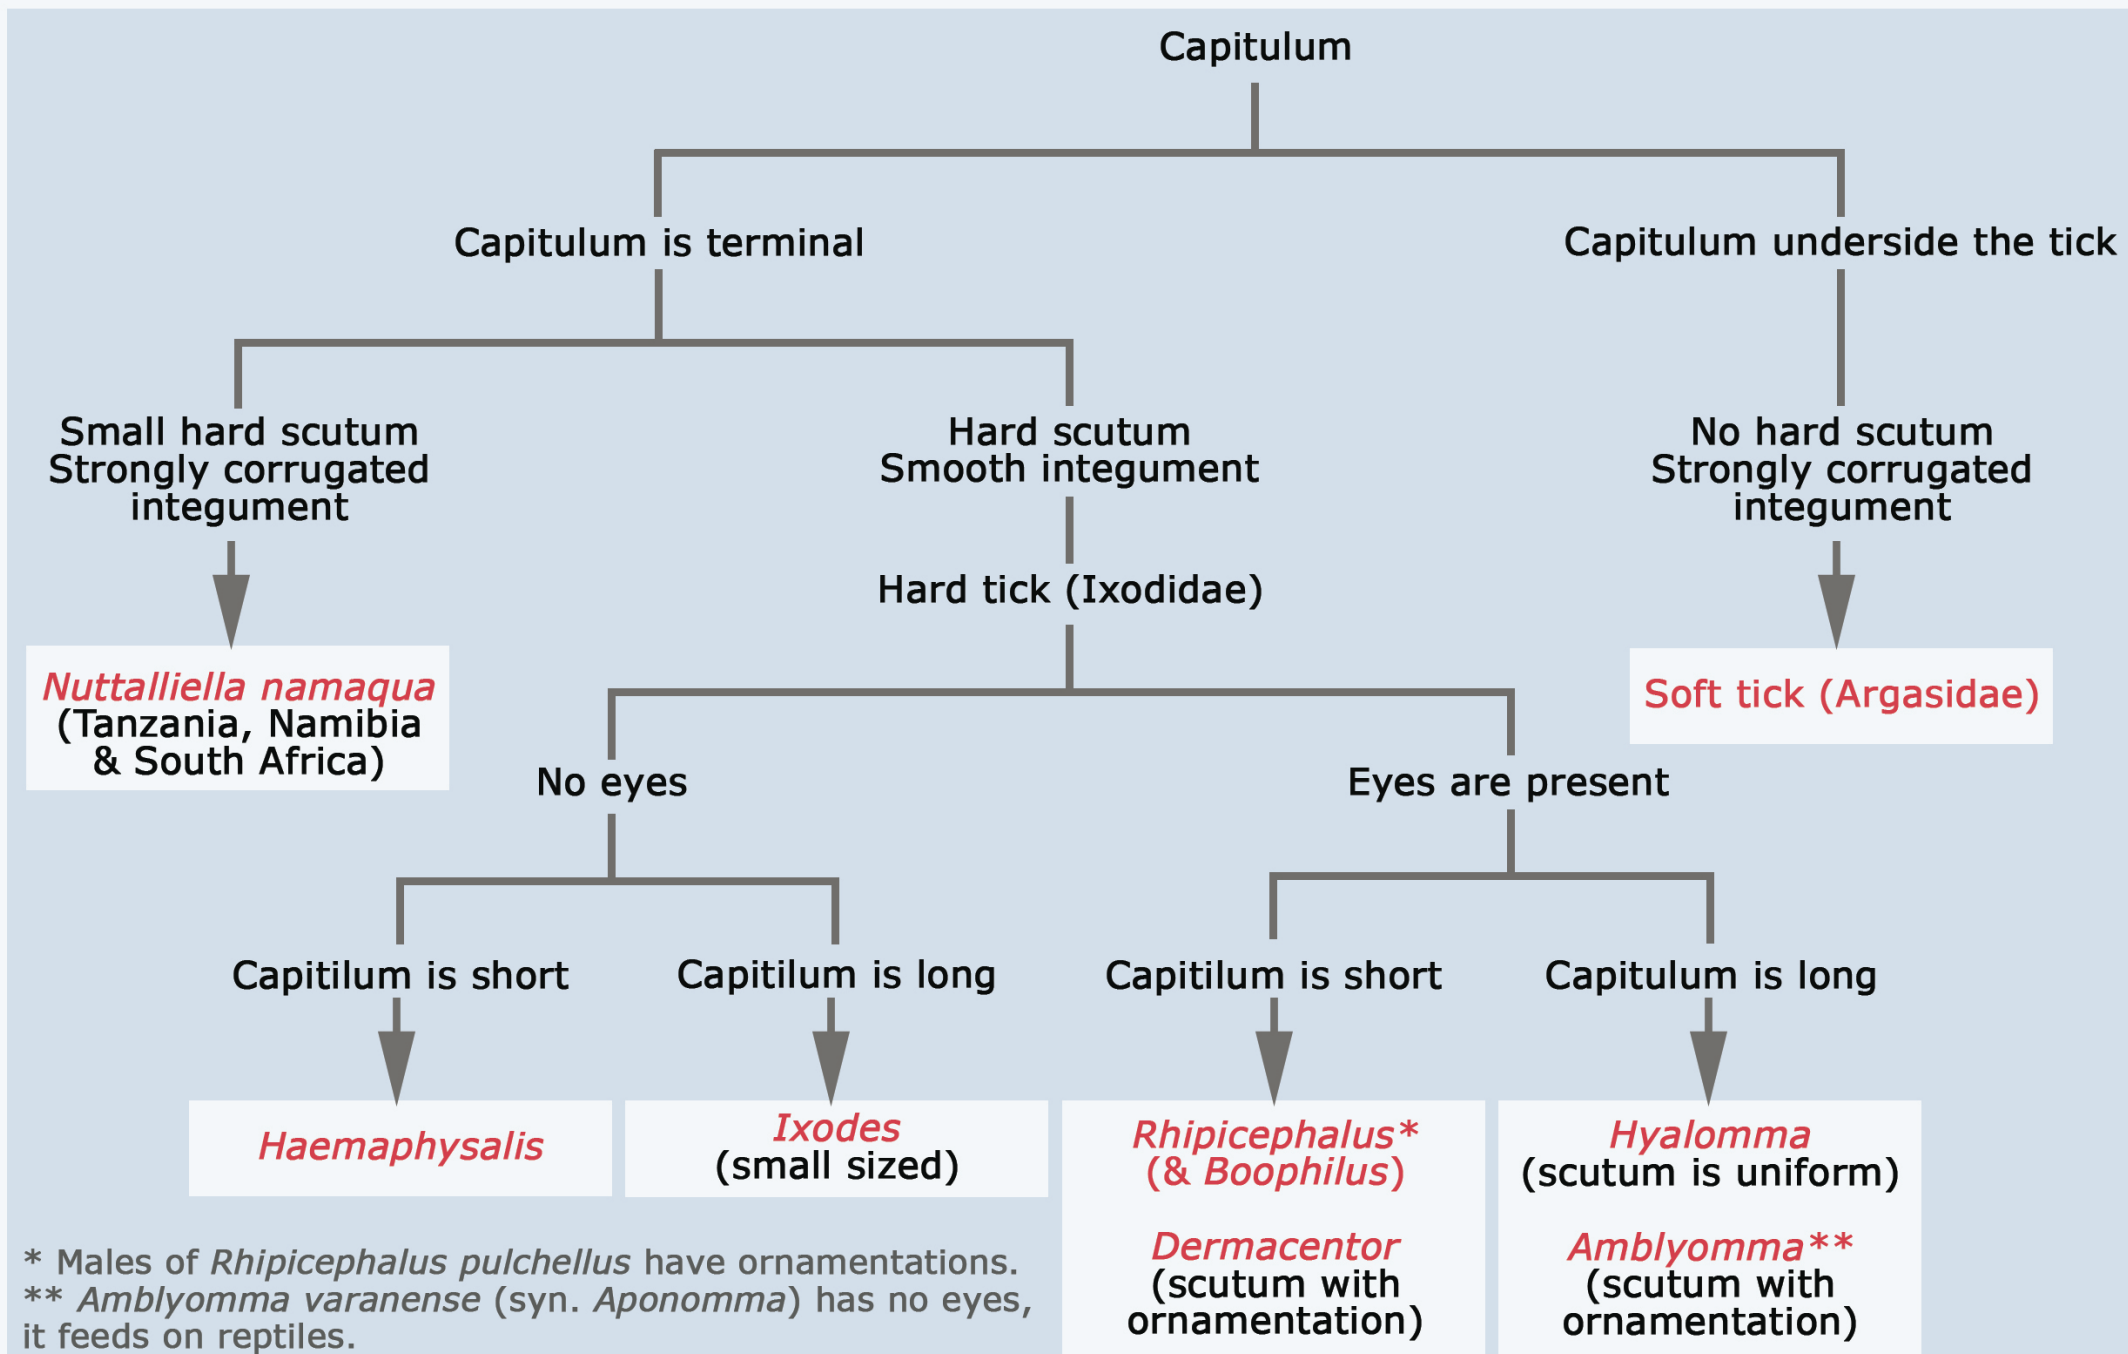 Capitulum
Capitulum is terminal
Capitulum underside the tick
Small hard scutum
Strongly corrugated
integument
Hard scutum
Smooth integument
No hard scutum
Strongly corrugated
integument
Hard tick (Ixodidae)
Nuttalliella namaqua
(Tanzania, Namibia
& South Africa)
Soft tick (Argasidae)
No eyes
Eyes are present
Capitilum is short
Capitilum is long
Capitilum is short
Capitulum is long
Haemaphysalis
Ixodes
(small sized)
Rhipicephalus*
(& Boophilus)
Dermacentor
(scutum with
ornamentation)
Hyalomma
(scutum is uniform)
Amblyomma**
(scutum with
ornamentation)
* Males of Rhipicephalus pulchellus have ornamentations.
** Amblyomma varanense (syn. Aponomma) has no eyes,
it feeds on reptiles.